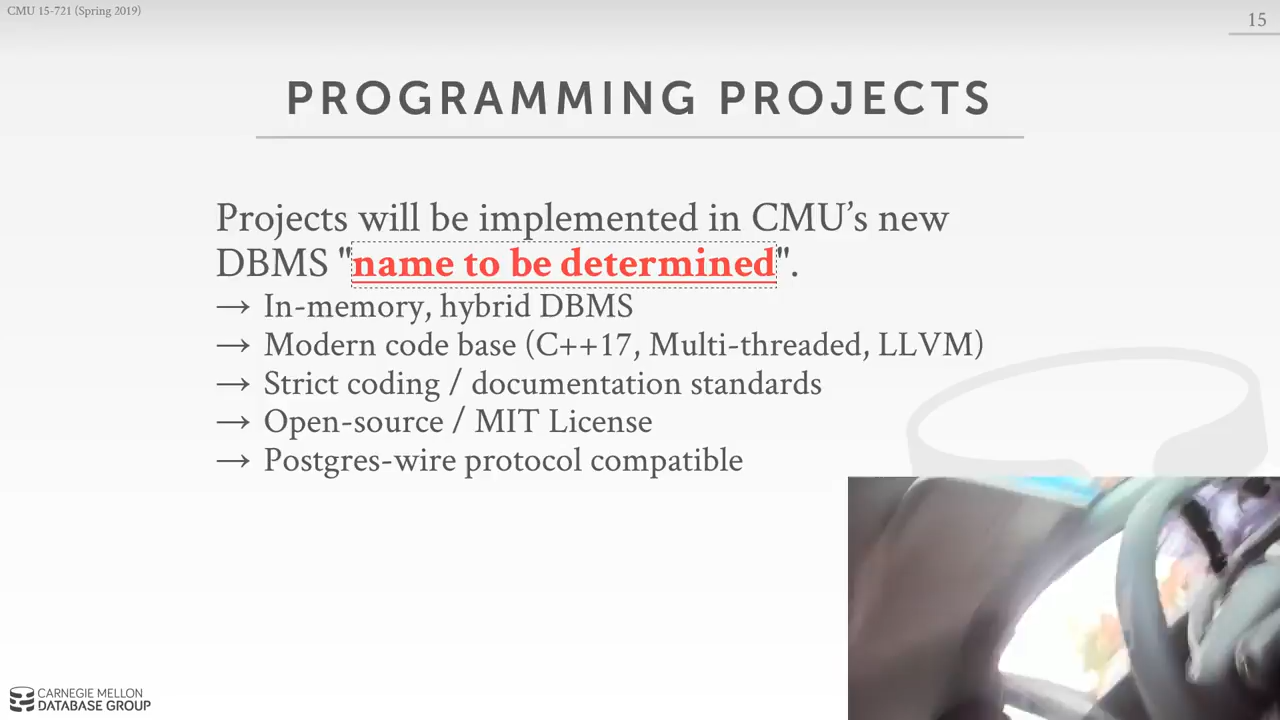 CMU 15-721 (Spring 2019)
15
PROGRAMMING PROJECTS
Projects will be implemented in CMU’s new
DBMS "name to be determined".
→ In-memory, hybrid DBMS
→ Modern code base (C++17, Multi-threaded, LLVM)
→ Strict coding / documentation standards
→ Open-source / MIT License
→ Postgres-wire protocol compatible
CARNEGIE MELLON
DATABASE GROUP